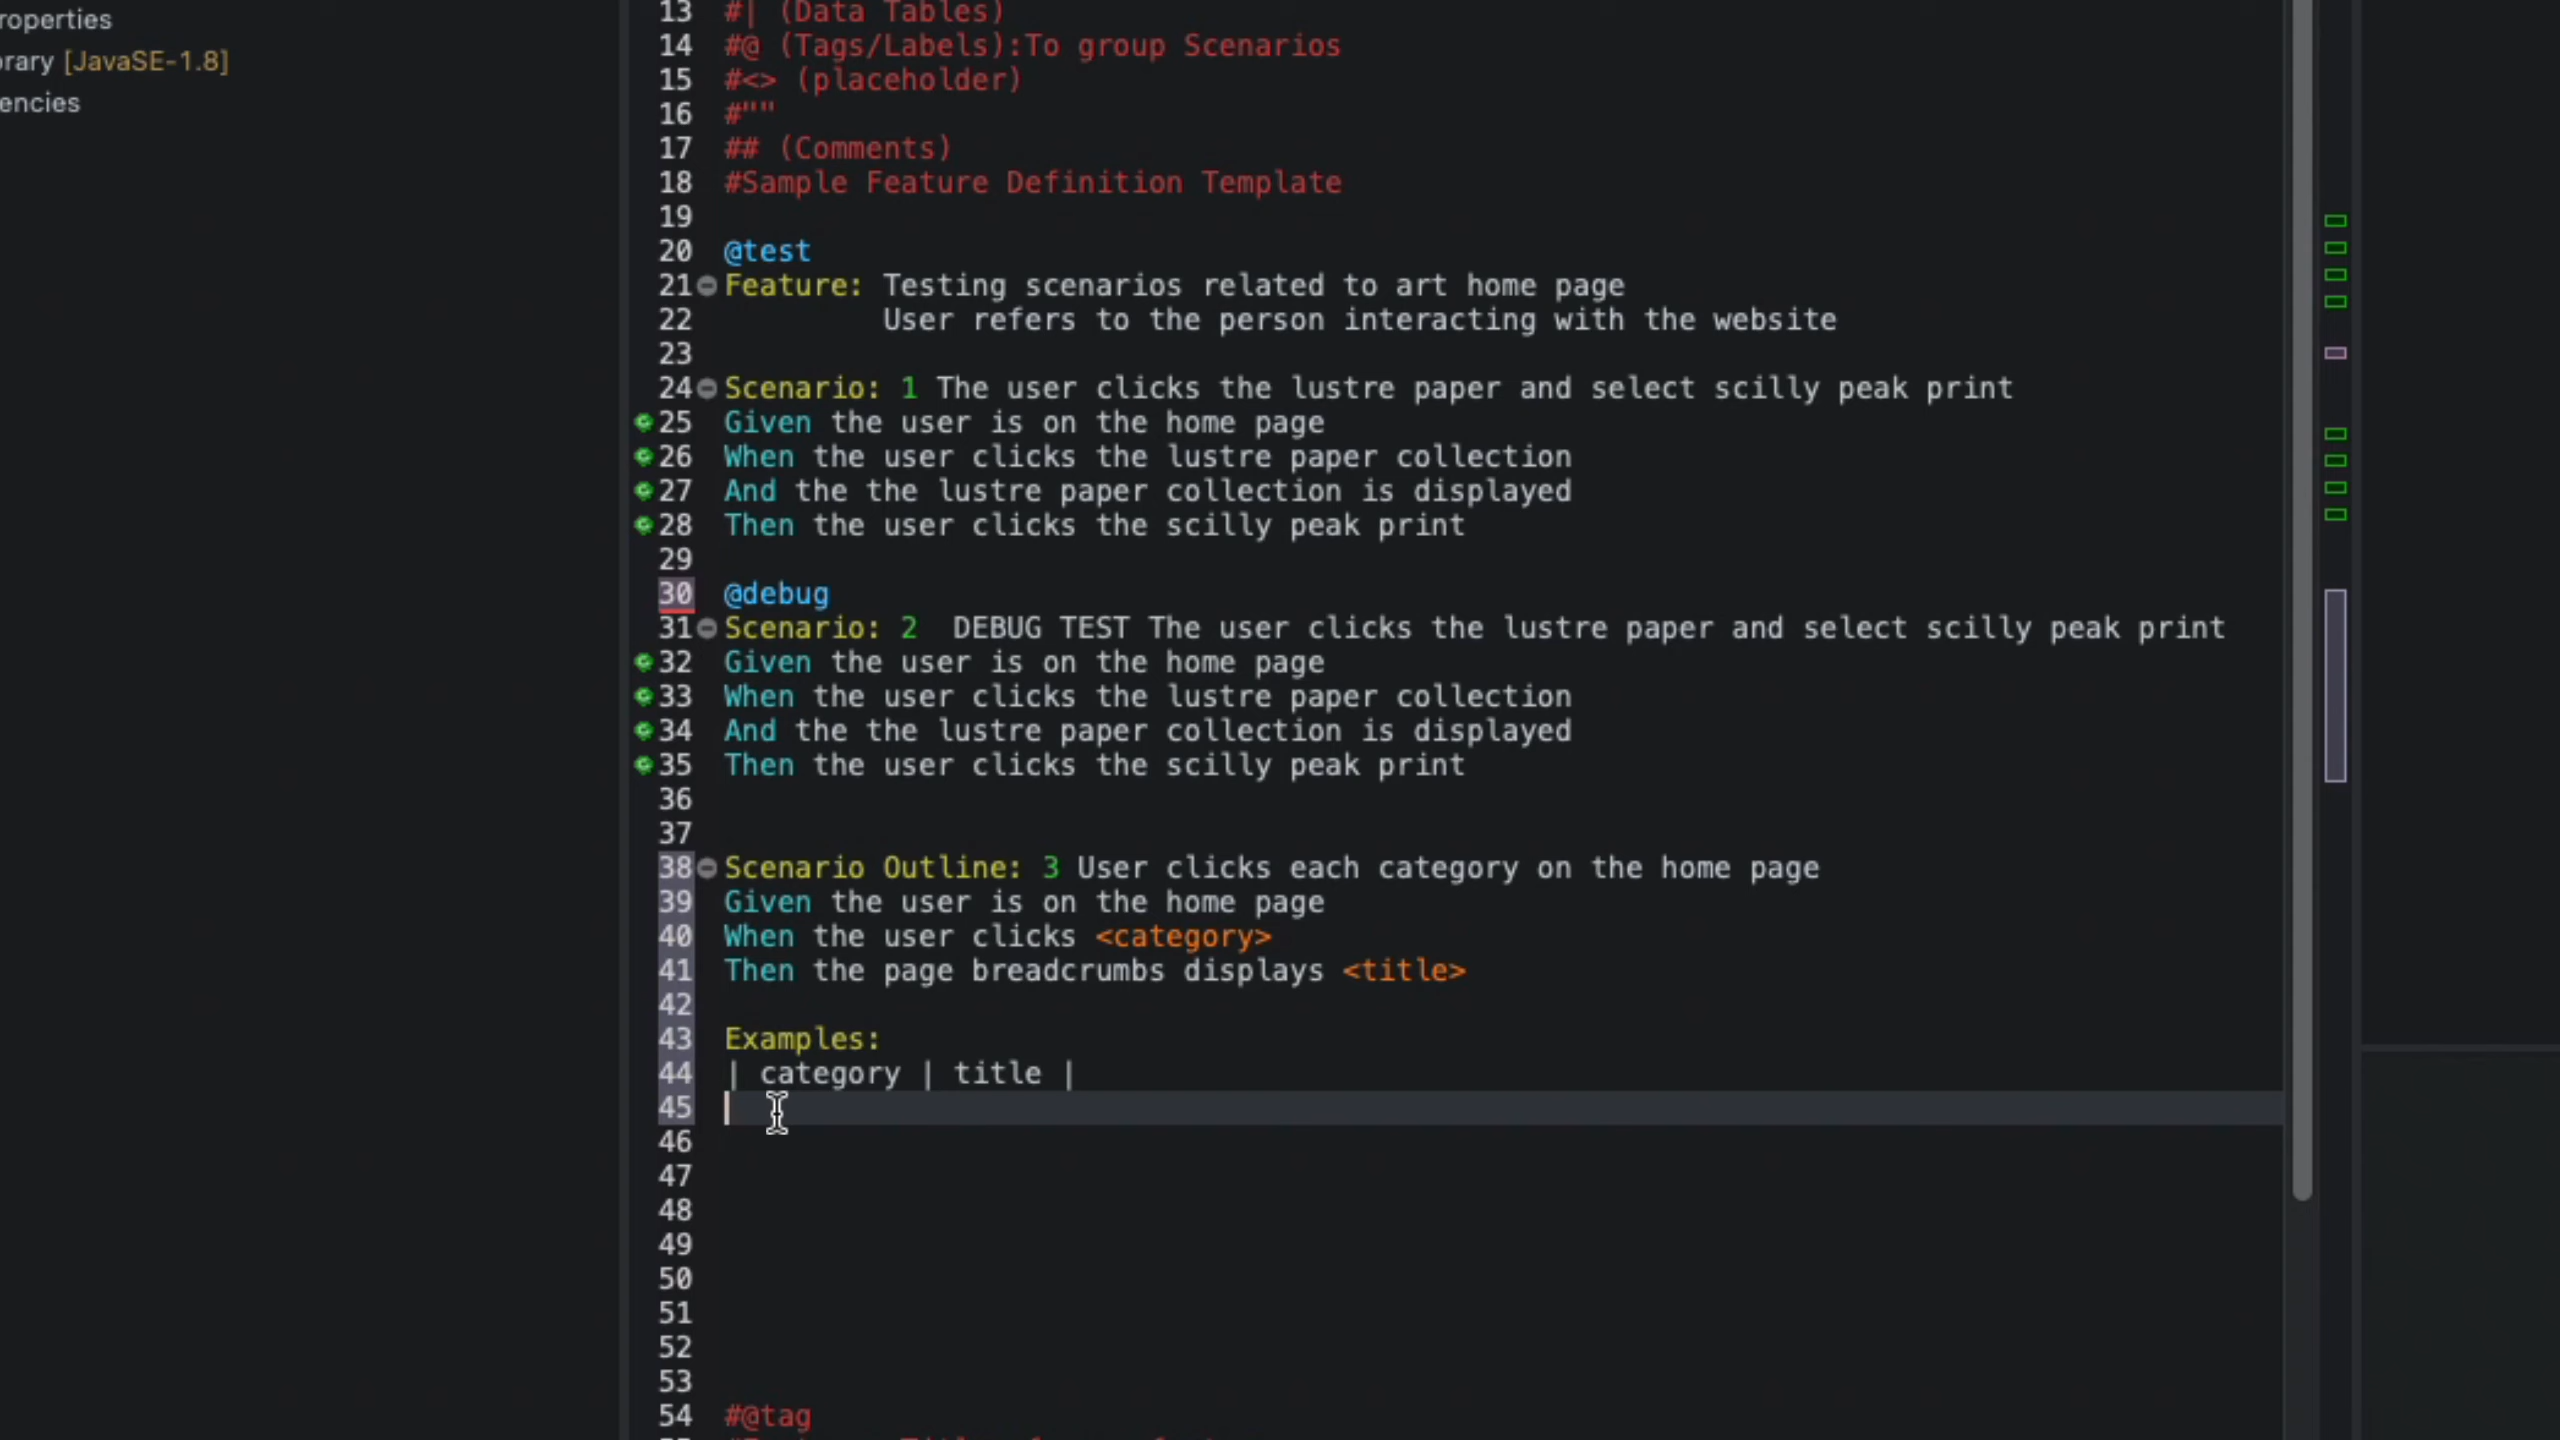 roperties
rary [JavaSE-1.8]
encies
13 #| (Data Tables)
14 #@ (Tags/Labels):To group Scenarios
15 #<> (placeholder)
16 #""
17 ## (Comments)
18 #Sample Feature Definition Template
19
20 @test
21 Feature: Testing scenarios related to art home page
22 User refers to the person interacting with the website
23
24 Scenario: 1 The user clicks the lustre paper and select scilly peak print
25 Given the user is on the home page
26 When the user clicks the lustre paper collection
27 And the the lustre paper collection is displayed
28 Then the user clicks the scilly peak print
29
30 @debug
31 Scenario: 2  DEBUG TEST The user clicks the lustre paper and select scilly peak print
32 Given the user is on the home page
33 When the user clicks the lustre paper collection
34 And the the lustre paper collection is displayed
35 Then the user clicks the scilly peak print
36
37
38 Scenario Outline: 3 User clicks each category on the home page
39 Given the user is on the home page
40 When the user clicks <category>
41 Then the page breadcrumbs displays <title>
42
43 Examples:
44 | category | title |
45
46
47
48
49
50
51
52
53
54 #@tag